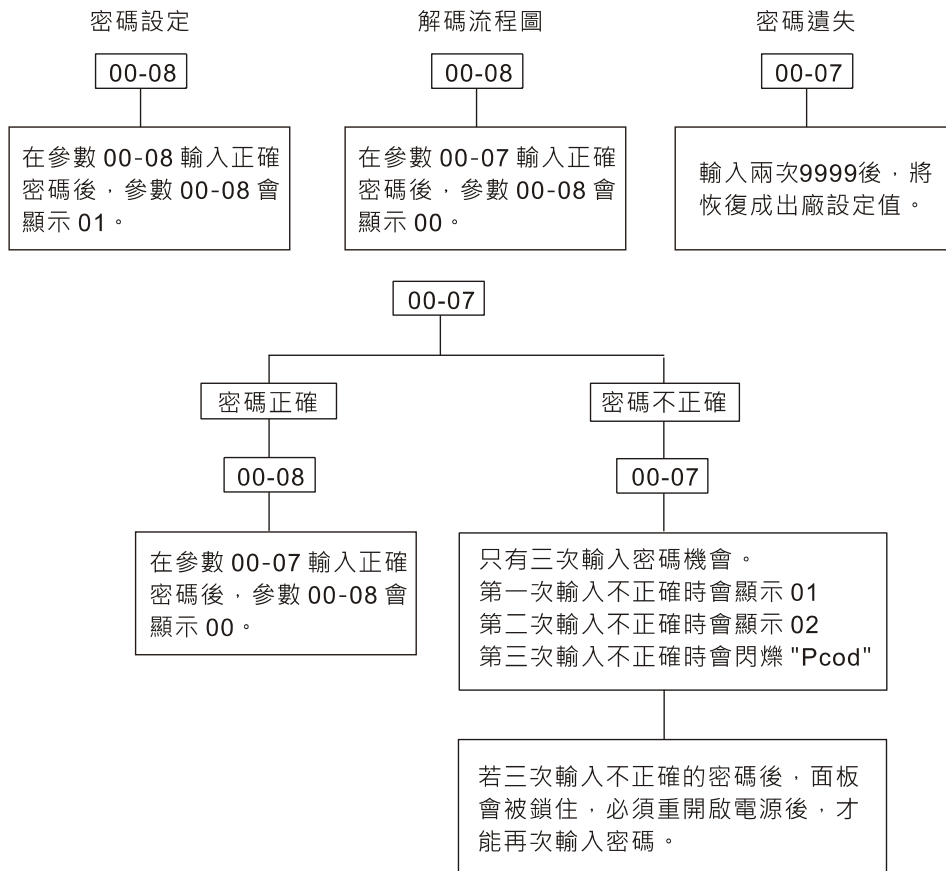 密碼設定
解碼流程圖
密碼遺失
00-08
00-08
00-07
在參數 00-08 輸入正確
密碼後，參數 00-08 會
顯示 01。
在參數 00-07 輸入正確
密碼後，參數 00-08 會
顯示 00。
輸入兩次9999後，將
恢復成出廠設定值。
00-07
密碼正確
密碼不正確
00-08
00-07
在參數 00-07 輸入正確
密碼後，參數 00-08 會
顯示 00。
只有三次輸入密碼機會。
第一次輸入不正確時會顯示 01
第二次輸入不正確時會顯示 02
第三次輸入不正確時會閃爍 "Pcod"
若三次輸入不正確的密碼後，面板
會被鎖住，必須重開啟電源後，才
能再次輸入密碼。